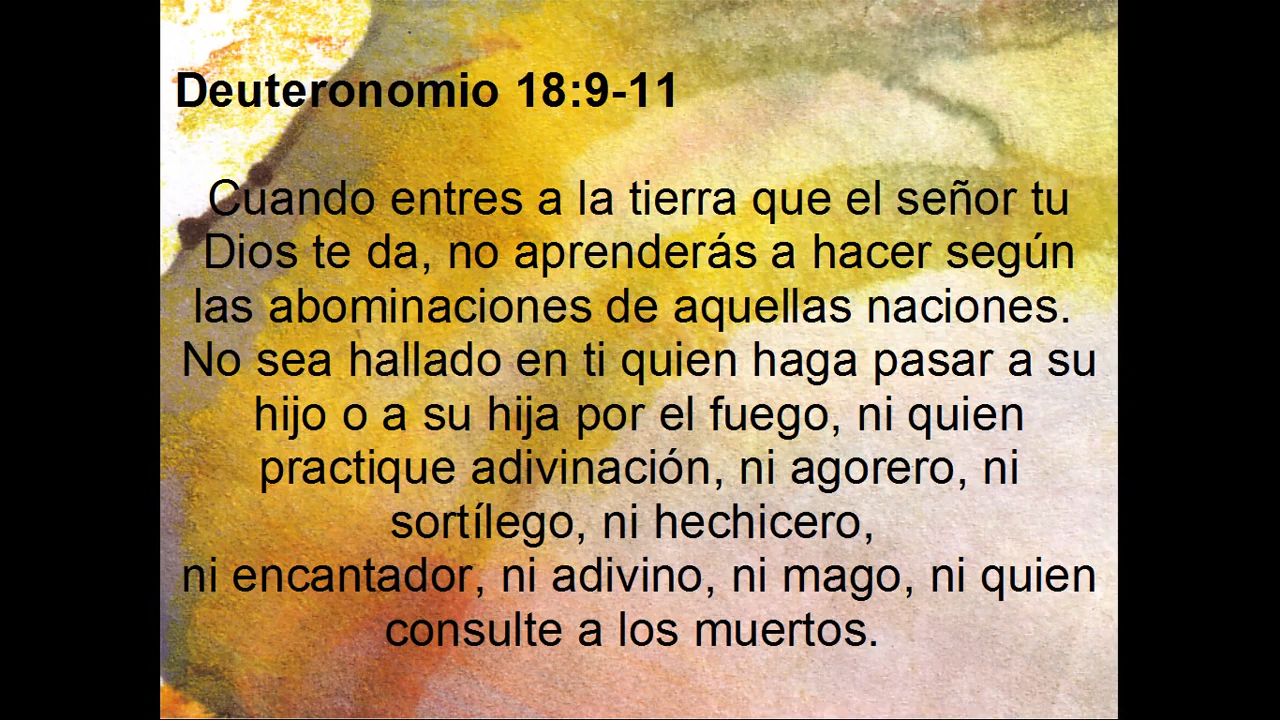 Deuteronomio 18:9-11
Cuando entres a la tierra que el señor tu
Dios te da, no aprenderás a hacer según
las abominaciones de aquellas naciones.
No sea hallado en ti quien haga pasar a su
hijo o a su hija por el fuego, ni quien
practique adivinación, ni agorero, ni
sortílego, ni hechicero,
ni encantador, ni adivino, ni mago, ni quien
consulte a los muertos.